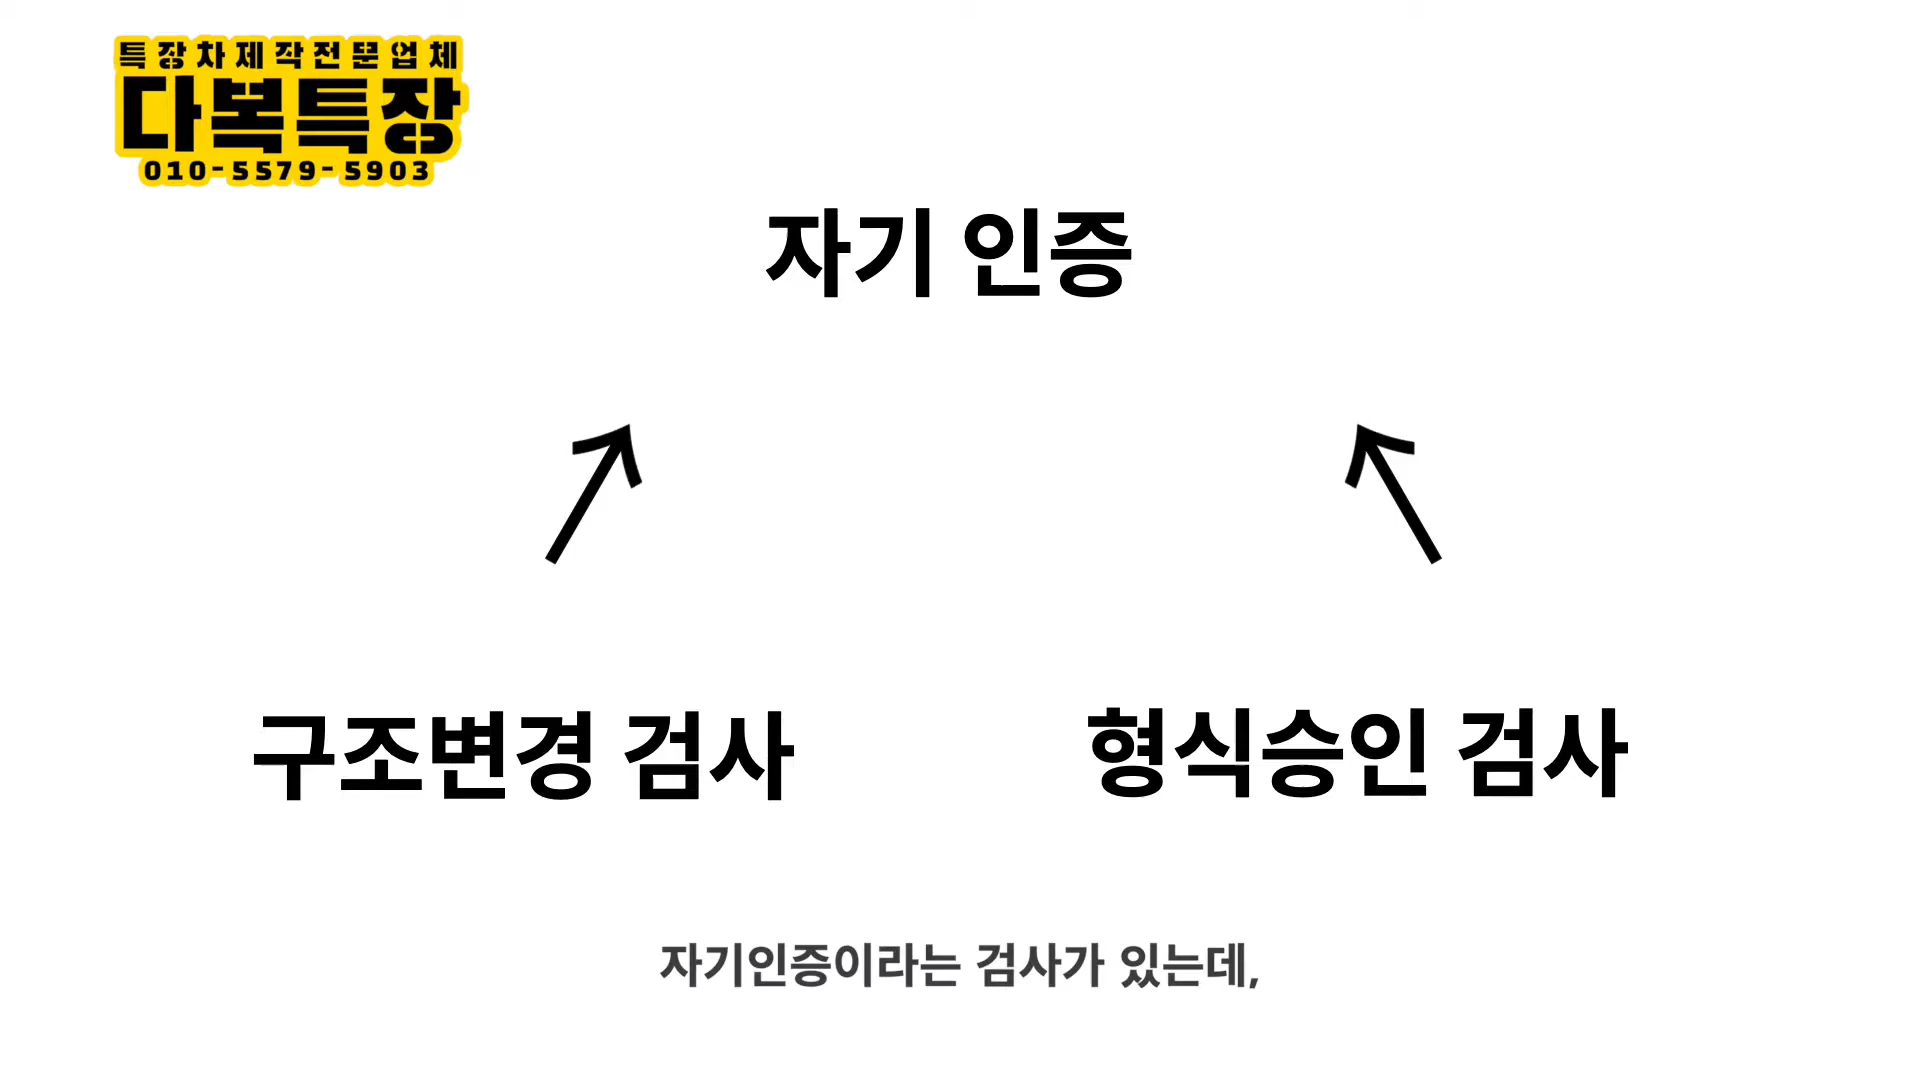 특장차제작전문업체
다복특장
010-5579-5903
자기 인증
구조변경 검사
형식승인 검사
자기인증이라는 검사가 있는데,